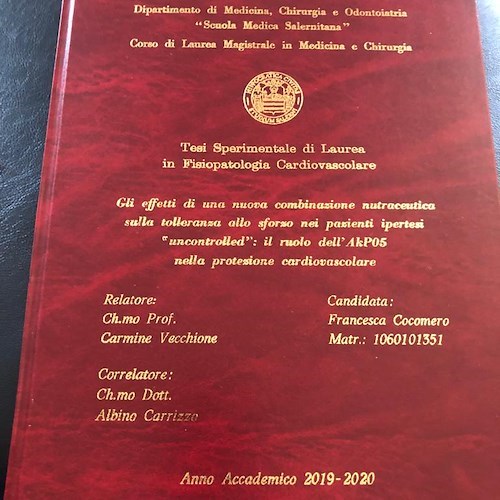 Dipartimento di Medicina, Chirurgia e Odontoiatria
"Scuola Medica Salernitana"
Corso di Laurea Magistrale in Medicina e Chirurgia
Tesi Sperimentale di Laurea
in Fisiopatologia Cardiovascolare
Gli effetti di una nuova combinazione nutraceutica
sulla tolleranza allo sforzo nei pazienti ipertesi
"uncontrolled": il ruolo dell'AkP05
nella protezione cardiovascolare
Relatore:
Ch.mo Prof.
Carmine Vecchione
Candidata:
Francesca Cocomero
Matr.: 1060101351
Correlatore:
Ch.mo Dott.
Albino Carrizzo
Anno Accademico 2019-2020